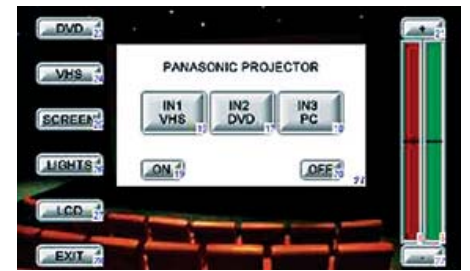 DVD
VHS
SCREEN
LIGHTS
LCD
EXIT
PANASONIC PROJECTOR
IN1
VHS
IN2
DVD
IN3
PC
ON
OFF
+
-